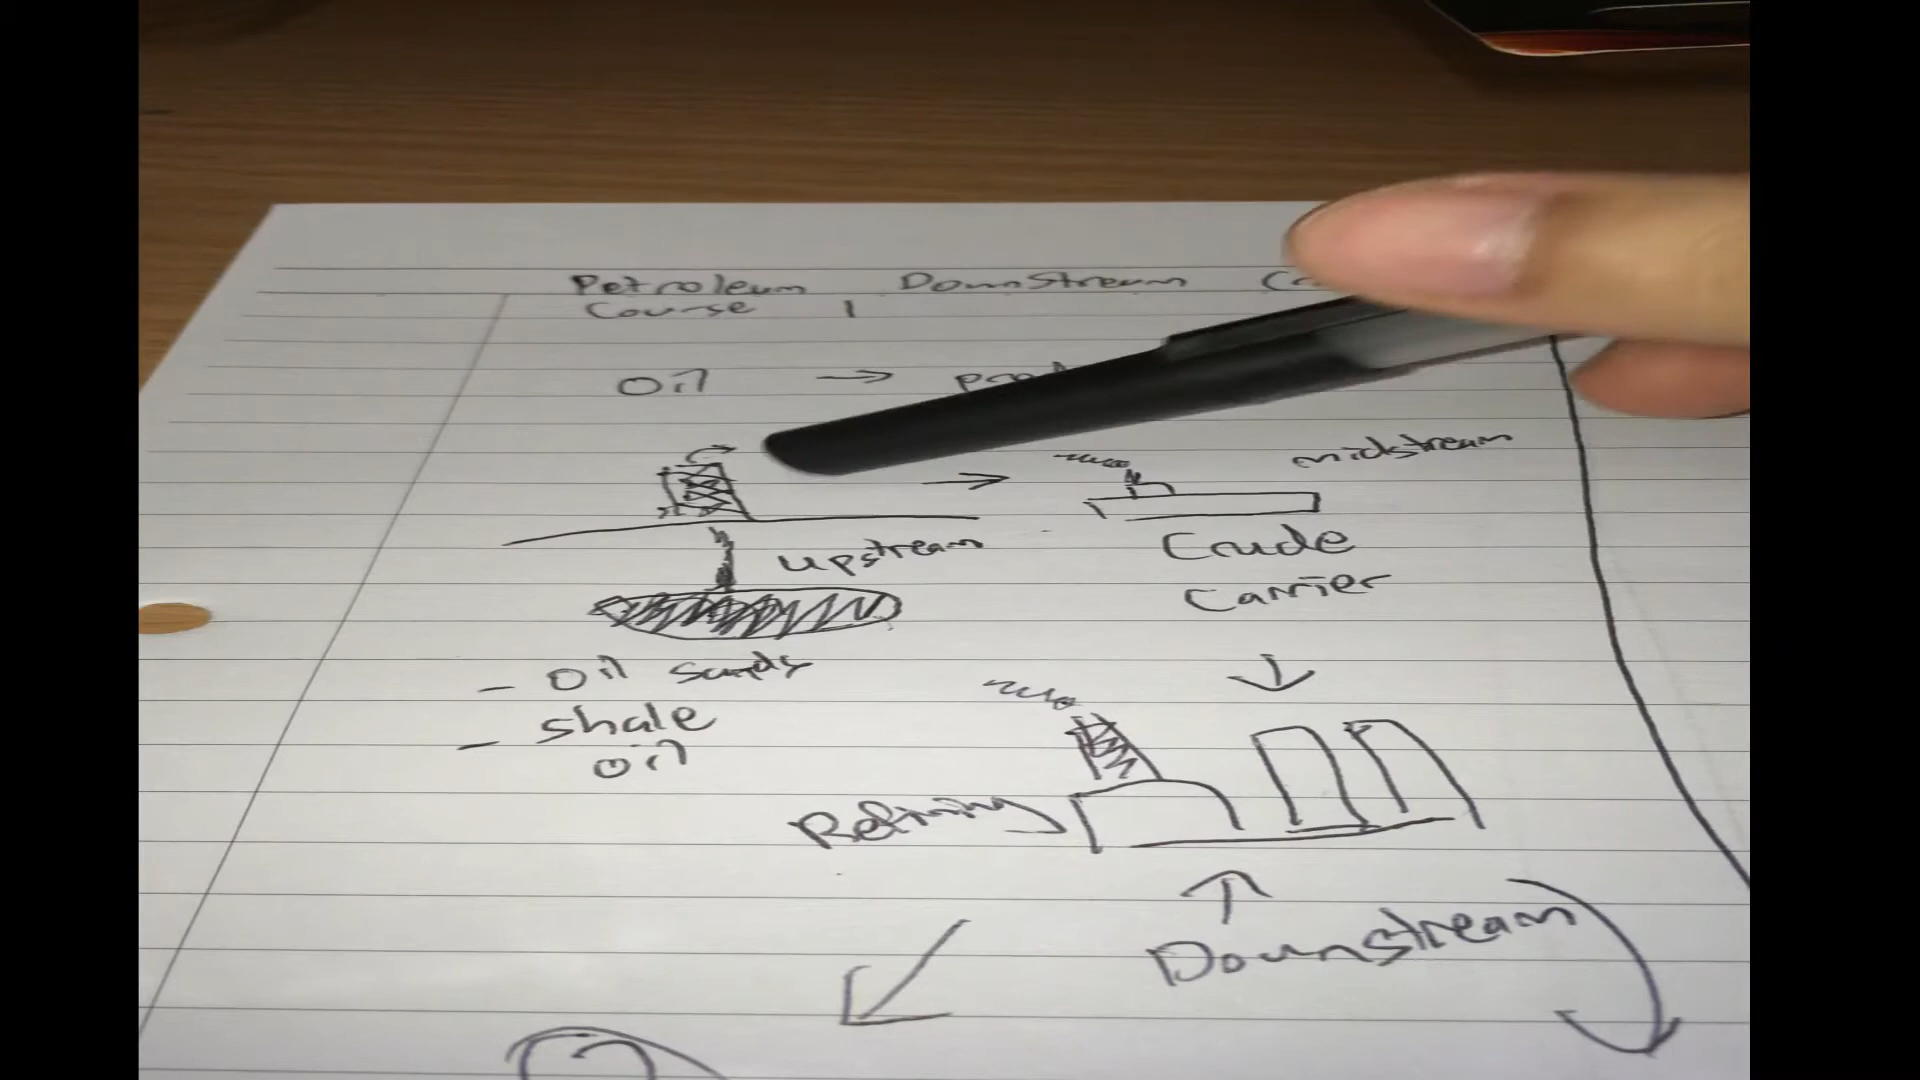 Petroleum Downstream
Course 1
Oil →
midstream
→
upstream
Crude
Carrier
- Oil sands
- shale
oil
Refining
Downstream